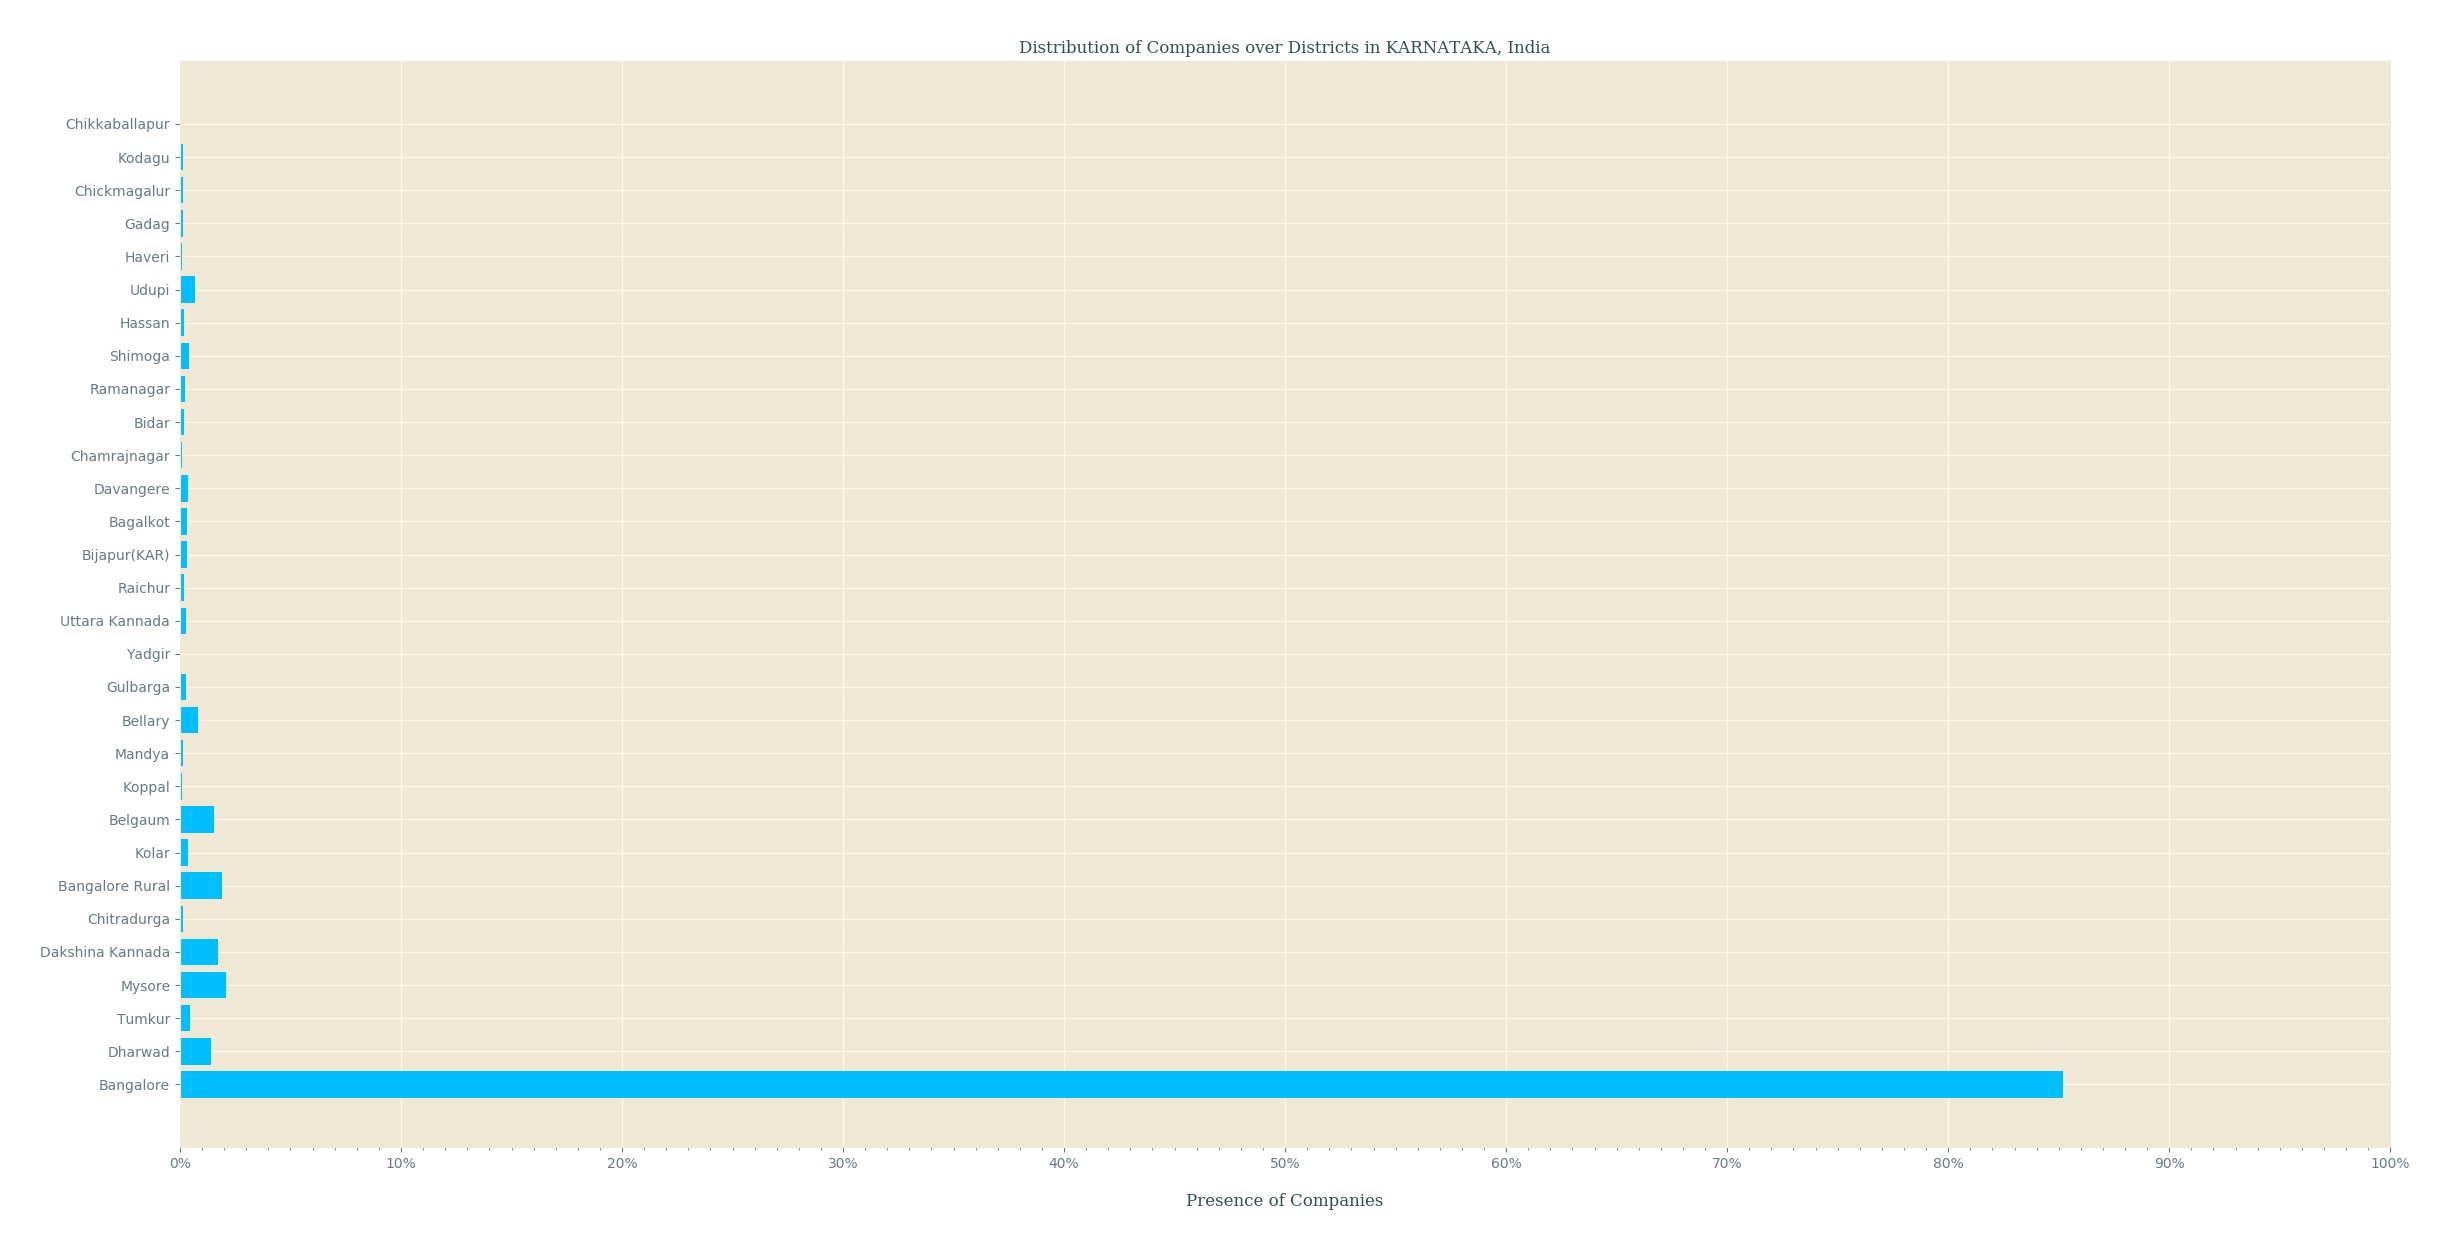 Distribution of Companies over Districts in KARNATAKA, India
Chikkaballapur
Kodagu
Chickmagalur
Gadag
Haveri
Udupi
Hassan
Shimoga
Ramanagar
Bidar
Chamrajnagar
Davangere
Bagalkot
Bijapur(KAR)
Raichur
Uttara Kannada
Yadgir
Gulbarga
Bellary
Mandya
Koppal
Belgaum
Kolar
Bangalore Rural
Chitradurga
Dakshina Kannada
Mysore
Tumkur
Dharwad
Bangalore
0% 10% 20% 30% 40% 50% 60% 70% 80% 90% 100%
Presence of Companies